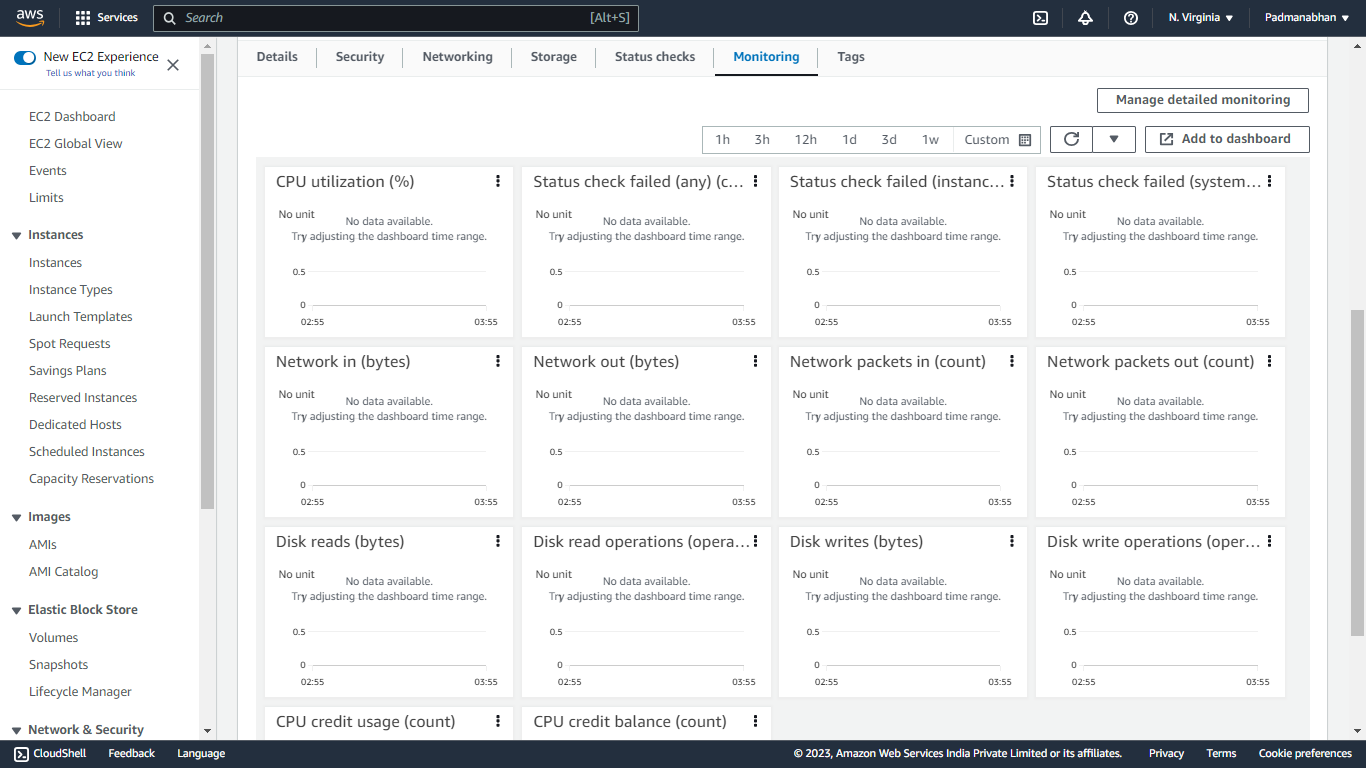 aws Services Search [Alt+S] N. Virginia Padmanabhan
New EC2 Experience
Tell us what you think
EC2 Dashboard
EC2 Global View
Events
Limits
Instances
Instances
Instance Types
Launch Templates
Spot Requests
Savings Plans
Reserved Instances
Dedicated Hosts
Scheduled Instances
Capacity Reservations
Images
AMIs
AMI Catalog
Elastic Block Store
Volumes
Snapshots
Lifecycle Manager
Network & Security
Details Security Networking Storage Status checks Monitoring Tags
Manage detailed monitoring
1h 3h 12h 1d 3d 1w Custom Add to dashboard
CPU utilization (%)
No unit
No data available.
Try adjusting the dashboard time range.
0.5
0
02:55 03:55
Status check failed (any) (c...
No unit
No data available.
Try adjusting the dashboard time range.
0.5
0
02:55 03:55
Status check failed (instanc...
No unit
No data available.
Try adjusting the dashboard time range.
0.5
0
02:55 03:55
Status check failed (system...
No unit
No data available.
Try adjusting the dashboard time range.
0.5
0
02:55 03:55
Network in (bytes)
No unit
No data available.
Try adjusting the dashboard time range.
0.5
0
02:55 03:55
Network out (bytes)
No unit
No data available.
Try adjusting the dashboard time range.
0.5
0
02:55 03:55
Network packets in (count)
No unit
No data available.
Try adjusting the dashboard time range.
0.5
0
02:55 03:55
Network packets out (count)
No unit
No data available.
Try adjusting the dashboard time range.
0.5
0
02:55 03:55
Disk reads (bytes)
No unit
No data available.
Try adjusting the dashboard time range.
0.5
0
02:55 03:55
Disk read operations (opera...
No unit
No data available.
Try adjusting the dashboard time range.
0.5
0
02:55 03:55
Disk writes (bytes)
No unit
No data available.
Try adjusting the dashboard time range.
0.5
0
02:55 03:55
Disk write operations (oper...
No unit
No data available.
Try adjusting the dashboard time range.
0.5
0
02:55 03:55
CPU credit usage (count)
CPU credit balance (count)
CloudShell Feedback Language © 2023, Amazon Web Services India Private Limited or its affiliates. Privacy Terms Cookie preferences